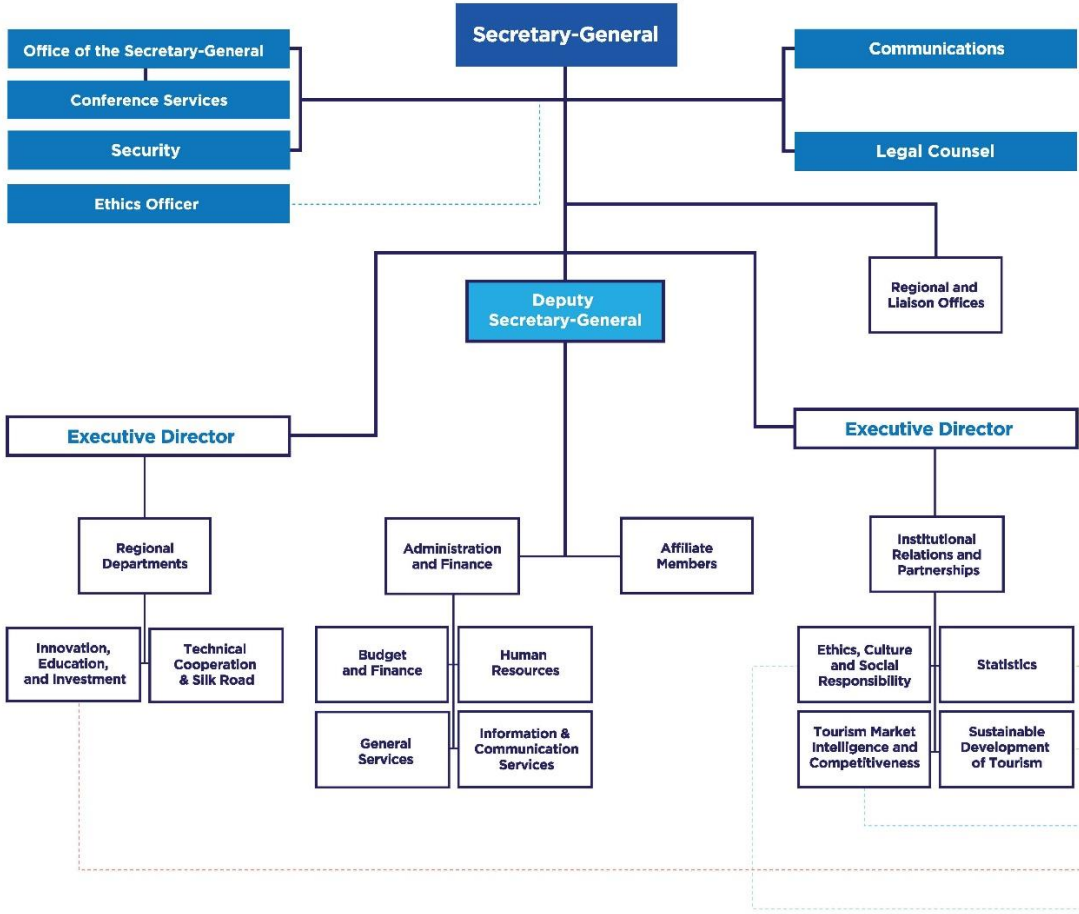 Secretary-General
Office of the Secretary-General
Conference Services
Security
Ethics Officer
Communications
Legal Counsel
Regional and
Liaison Offices
Deputy
Secretary-General
Executive Director
Executive Director
Regional
Departments
Administration
and Finance
Affiliate
Members
Institutional
Relations and
Partnerships
Innovation,
Education,
and Investment
Technical
Cooperation
& Silk Road
Budget
and Finance
Human
Resources
General
Services
Information &
Communication
Services
Ethics, Culture
and Social
Responsibility
Statistics
Tourism Market
Intelligence and
Competitiveness
Sustainable
Development
of Tourism